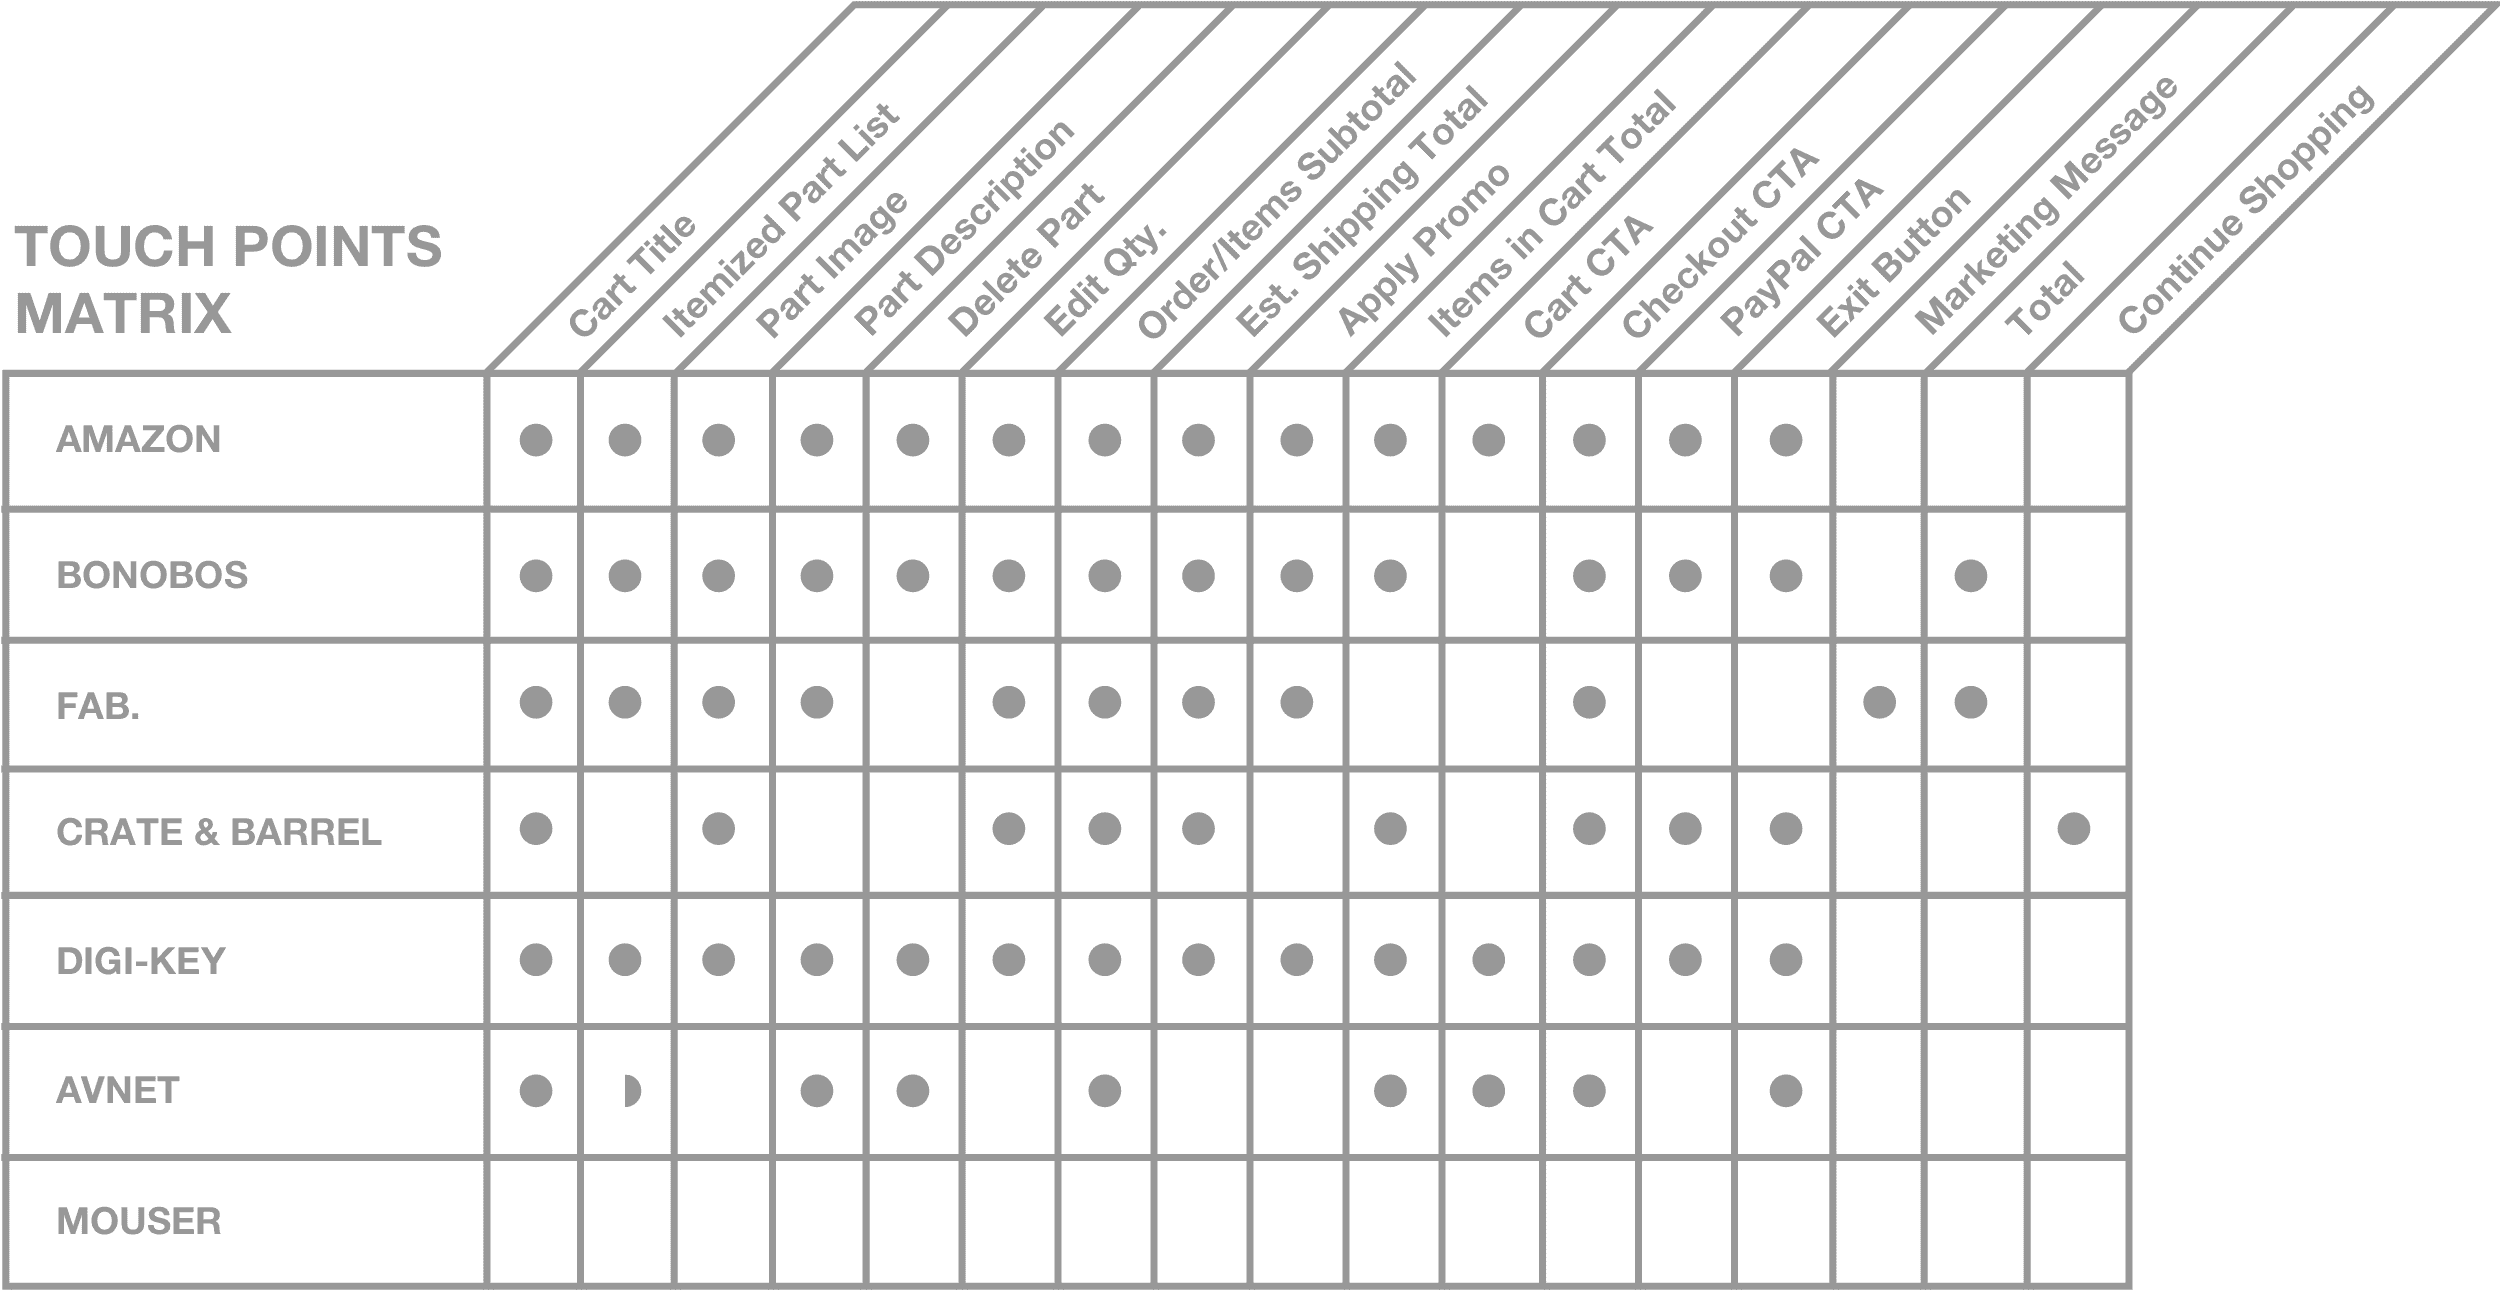 TOUCH POINTS
MATRIX
Cart Title
Itemized Part List
Part Image
Part Description
Delete Part
Edit Qty.
Order/Items Subtotal
Est. Shipping Total
Apply Promo
Items in Cart Total
Cart CTA
Checkout CTA
PayPal CTA
Exit Button
Marketing Message
Total
Continue Shopping
AMAZON
BONOBOS
FAB.
CRATE & BARREL
DIGI-KEY
AVNET
MOUSER